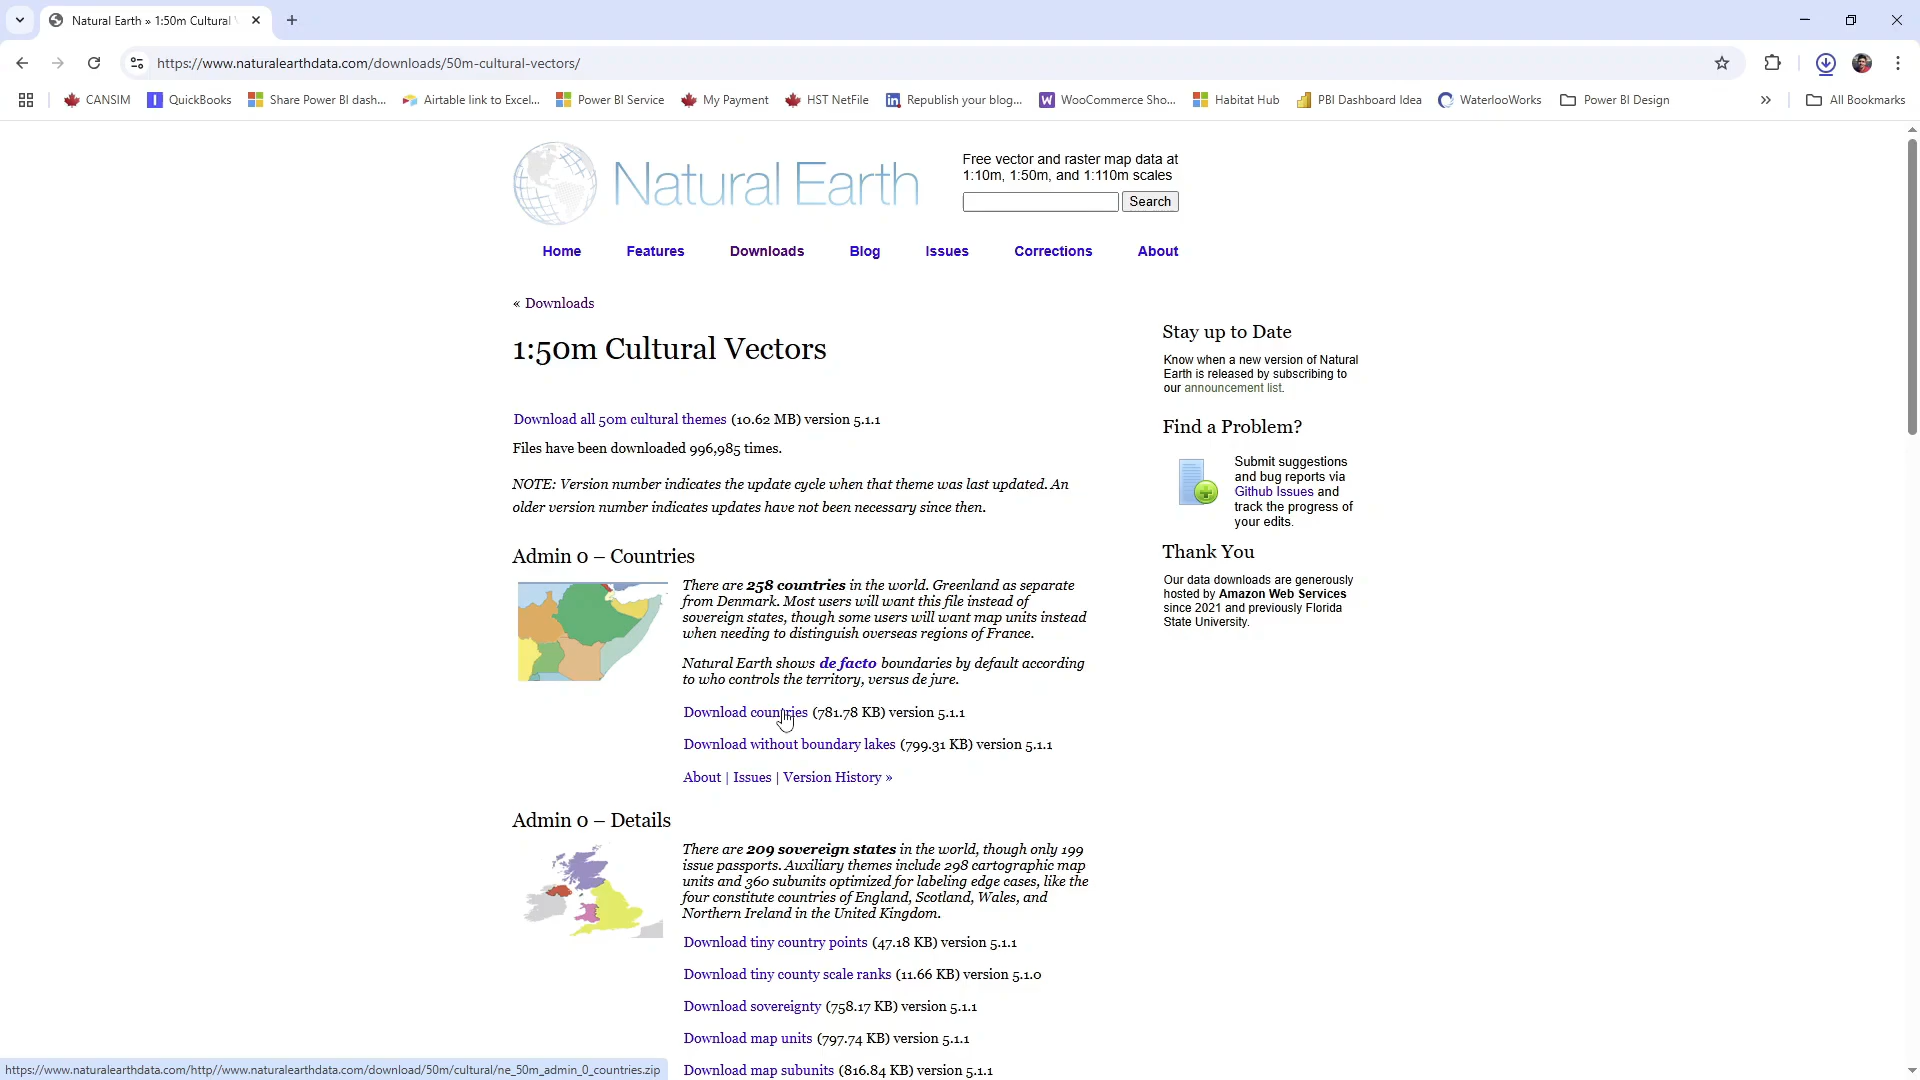 Natural Earth » 1:50m Cultural
https://www.naturalearthdata.com/downloads/50m-cultural-vectors/
CANSIM
QuickBooks
Share Power BI dash...
Airtable link to Excel...
Power BI Service
My Payment
HST NetFile
Republish your blog...
WooCommerce Sho...
Habitat Hub
PBI Dashboard Idea
WaterlooWorks
Power BI Design
»
All Bookmarks
Natural Earth
Free vector and raster map data at
1:10m, 1:50m, and 1:110m scales
Search
Home
Features
Downloads
Blog
Issues
Corrections
About
« Downloads
1:50m Cultural Vectors
Download all 50m cultural themes (10.62 MB) version 5.1.1
Files have been downloaded 996,985 times.
NOTE: Version number indicates the update cycle when that theme was last updated. An
older version number indicates updates have not been necessary since then.
Admin 0 – Countries
There are 258 countries in the world. Greenland as separate
from Denmark. Most users will want this file instead of
sovereign states, though some users will want map units instead
when needing to distinguish overseas regions of France.
Natural Earth shows de facto boundaries by default according
to who controls the territory, versus de jure.
Download countries (781.78 KB) version 5.1.1
Download without boundary lakes (799.31 KB) version 5.1.1
About | Issues | Version History »
Admin 0 – Details
There are 209 sovereign states in the world, though only 199
issue passports. Auxiliary themes include 298 cartographic map
units and 360 subunits optimized for labeling edge cases, like the
four constitute countries of England, Scotland, Wales, and
Northern Ireland in the United Kingdom.
Download tiny country points (47.18 KB) version 5.1.1
Download tiny county scale ranks (11.66 KB) version 5.1.0
Download sovereignty (758.17 KB) version 5.1.1
Download map units (797.74 KB) version 5.1.1
Download map subunits (816.84 KB) version 5.1.1
Stay up to Date
Know when a new version of Natural
Earth is released by subscribing to
our announcement list.
Find a Problem?
Submit suggestions
and bug reports via
Github Issues and
track the progress of
your edits.
Thank You
Our data downloads are generously
hosted by Amazon Web Services
since 2021 and previously Florida
State University.
https://www.naturalearthdata.com/http//www.naturalearthdata.com/download/50m/cultural/ne_50m_admin_0_countries.zip